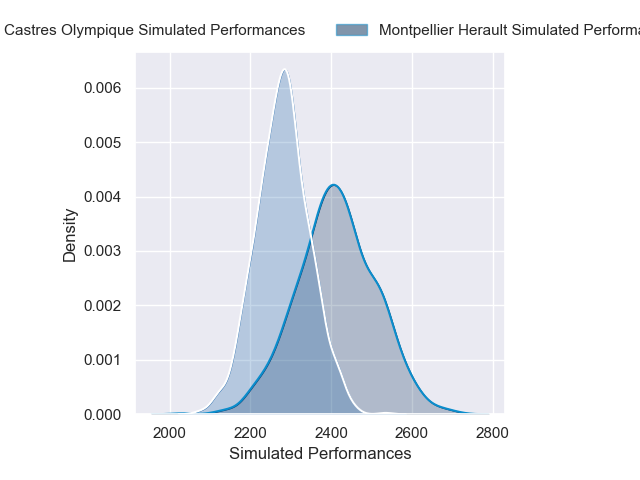 Castres Olympique Simulated Performances
Montpellier Herault Simulated
0.006
0.005
0.004
0.003
0.002
0.001
0.000
Density
2000 2200 2400 2600 2800
Simulated Performances